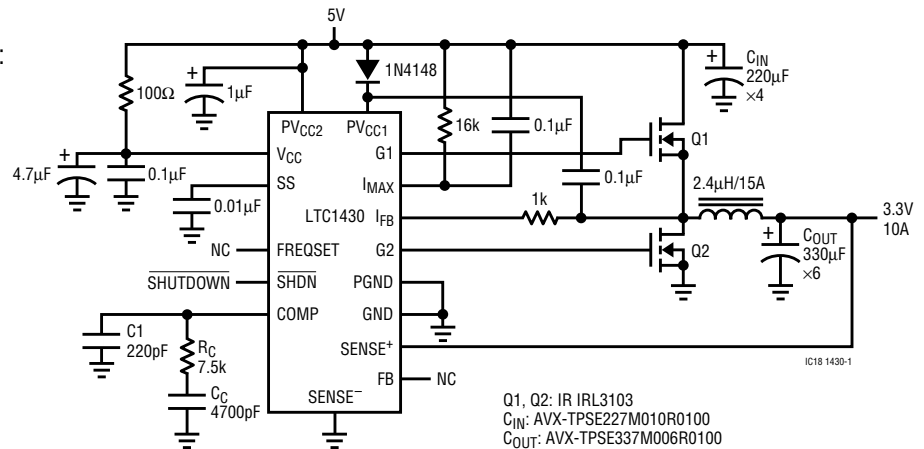 5V
:
100Ω
+
1µF
1N4148
+
C_IN
220µF
×4
16k
0.1µF
PV_CC2
PV_CC1
+
4.7µF
0.1µF
V_CC
G1
Q1
SS
I_MAX
0.1µF
0.01µF
2.4µH/15A
LTC1430
I_FB
1k
3.3V
10A
NC
FREQSET
G2
Q2
+
C_OUT
330µF
×6
SHUTDOWN
SHDN
PGND
COMP
GND
C1
220pF
R_C
7.5k
SENSE+
IC18 1430-1
C_C
4700pF
FB
NC
SENSE−
Q1, Q2: IR IRL3103
C_IN: AVX-TPSE227M010R0100
C_OUT: AVX-TPSE337M006R0100